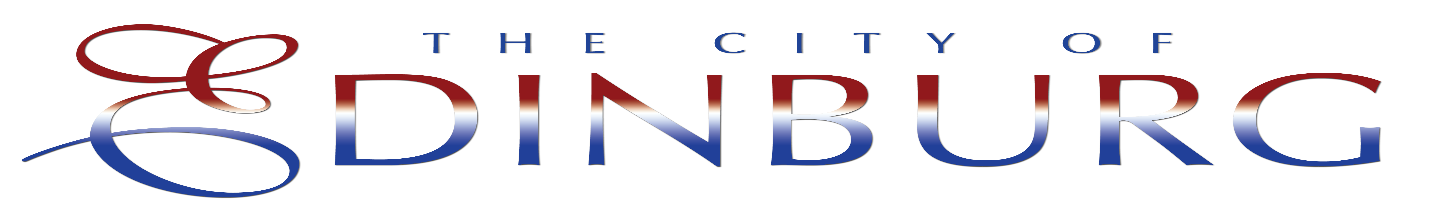 THE CITY OF
EDINBURG